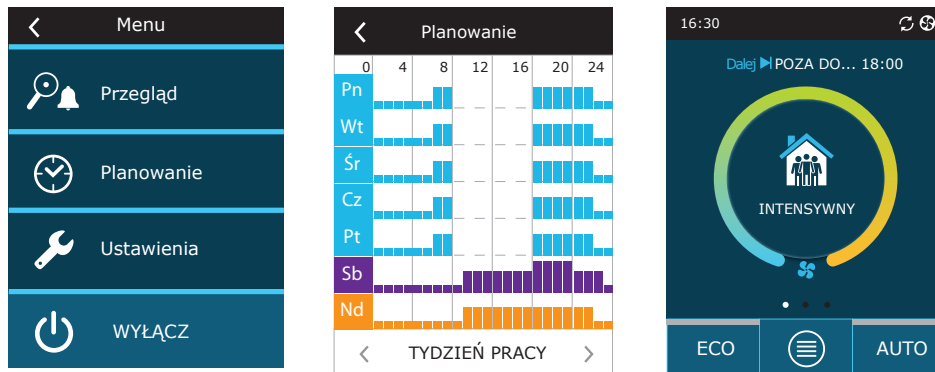 Menu
Przegląd
Planowanie
Ustawienia
WYŁĄCZ
Planowanie
0 4 8 12 16 20 24
Pn
Wt
Śr
Cz
Pt
Sb
Nd
TYDZIEŃ PRACY
16:30
Dalej POZA DO... 18:00
INTENSYWNY
ECO AUTO